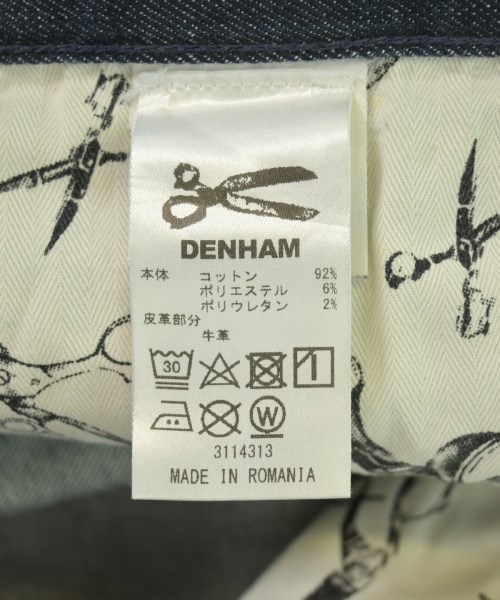 DENHAM
本体 コットン 92%
ポリエステル 6%
ポリウレタン 2%
皮革部分
牛革
30
W
3114313
MADE IN ROMANIA